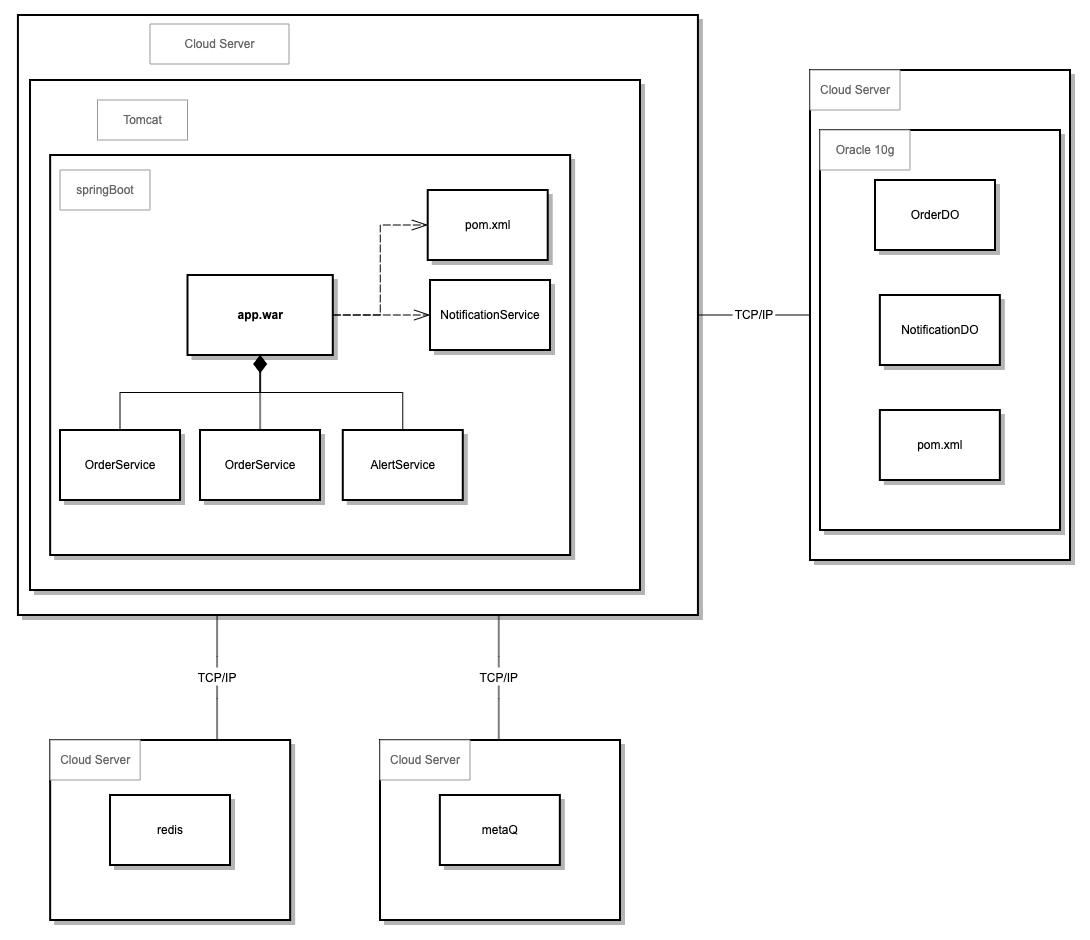 Cloud Server
Tomcat
springBoot
pom.xml
app.war
NotificationService
OrderService
OrderService
AlertService
TCP/IP
Cloud Server
Oracle 10g
OrderDO
NotificationDO
pom.xml
TCP/IP
TCP/IP
Cloud Server
redis
Cloud Server
metaQ